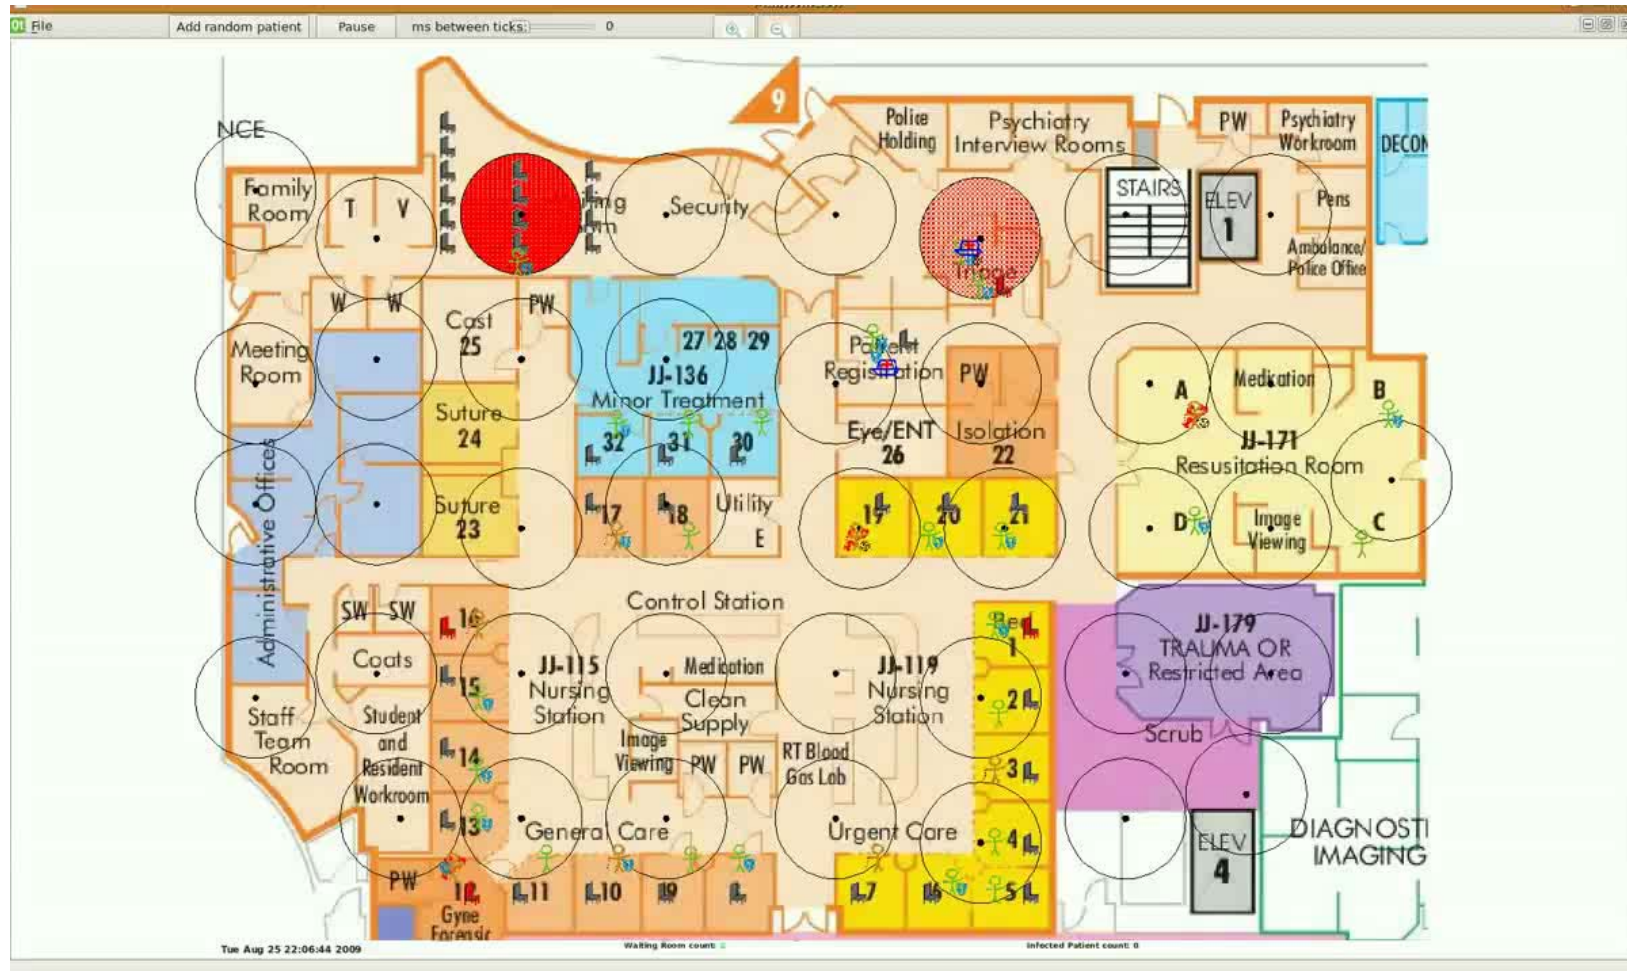 File
Add random patient
Pause
ms between ticks:
0
9
NCE
Police
Holding
Psychiatry
Interview Rooms
PW
Psychiatry
Workroom
DECON
Family
Room
T
V
Security
STAIRS
ELEV
1
Pens
Ambulance/
Police Office
Triage
W
W
PW
Cast
25
27 28 29
JJ-136
Minor Treatment
Meeting
Room
Patient
Registration
PW
A
Medication
B
Suture
24
32
31
30
Eye/ENT
26
Isolation
22
JJ-171
Resusitation Room
Administrative Offices
Suture
23
17
18
Utility
E
19
20
21
D
Image
Viewing
C
SW
SW
16
Control Station
Bed
1
JJ-179
TRAUMA OR
Restricted Area
Coats
15
JJ-115
Nursing
Station
Medication
Clean
Supply
JJ-119
Nursing
Station
2
Scrub
Staff
Team
Room
Student
and
Resident
Workroom
14
Image
Viewing
PW
PW
RT Blood
Gas Lab
3
13
General Care
Urgent Care
4
ELEV
4
DIAGNOSTI
IMAGING
PW
11
10
9
7
6
5
Gyne
Forensic
Tue Aug 25 22:06:44 2009
Waiting Room count:
Infected Patient count: 0